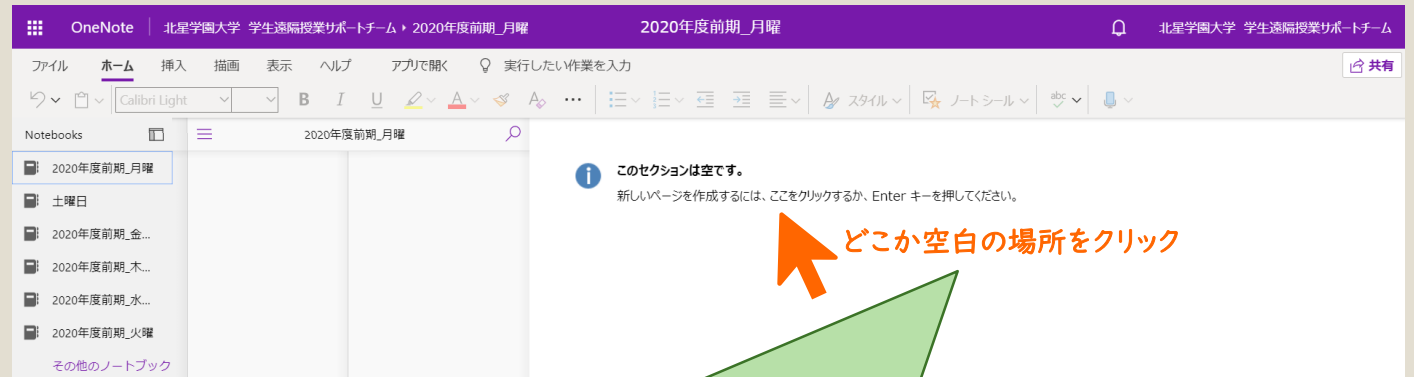 OneNote 北星学園大学 学生遠隔授業サポートチーム 2020年度前期_月曜 2020年度前期_月曜 北星学園大学 学生遠隔授業サポートチーム
ファイル ホーム 挿入 描画 表示 ヘルプ アプリで開く 実行したい作業を入力 共有
Calibri Light B I U A A スタイル ノート シール abc
Notebooks 2020年度前期_月曜
2020年度前期_月曜
土曜日
2020年度前期_金...
2020年度前期_木...
2020年度前期_水...
2020年度前期_火曜
その他のノートブック
このセクションは空です。
新しいページを作成するには、ここをクリックするか、Enter キーを押してください。
どこか空白の場所をクリック